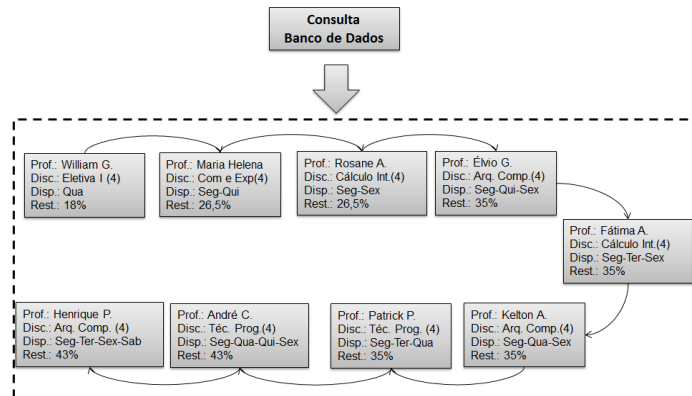 Consulta
Banco de Dados
Prof.: William G.
Disc.: Eletiva I (4)
Disp.: Qua
Rest.: 18%
Prof.: Maria Helena
Disc.: Com e Exp(4)
Disp.: Seg-Qui
Rest.: 26,5%
Prof.: Rosane A.
Disc.: Cálculo Int.(4)
Disp.: Seg-Sex
Rest.: 26,5%
Prof.: Élvio G.
Disc.: Arq. Comp.(4)
Disp.: Seg-Qui-Sex
Rest.: 35%
Prof.: Fátima A.
Disc.: Cálculo Int.(4)
Disp.: Seg-Ter-Sex
Rest.: 35%
Prof.: Kelton A.
Disc.: Arq. Comp.(4)
Disp.: Seg-Qua-Sex
Rest.: 35%
Prof.: Patrick P.
Disc.: Téc. Prog. (4)
Disp.: Seg-Ter-Qua
Rest.: 35%
Prof.: André C.
Disc.: Téc. Prog.(4)
Disp.: Seg-Qua-Qui-Sex
Rest.: 43%
Prof.: Henrique P.
Disc.: Arq. Comp. (4)
Disp.: Seg-Ter-Sex-Sab
Rest.: 43%